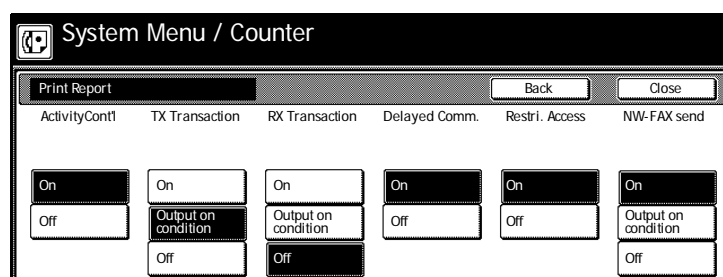 System Menu / Counter
Print Report Back Close
ActivityCont'l TX Transaction RX Transaction Delayed Comm. Restri. Access NW-FAX send
On On On On On On
Off Output on condition Output on condition Off Off Output on condition
Off Off Off